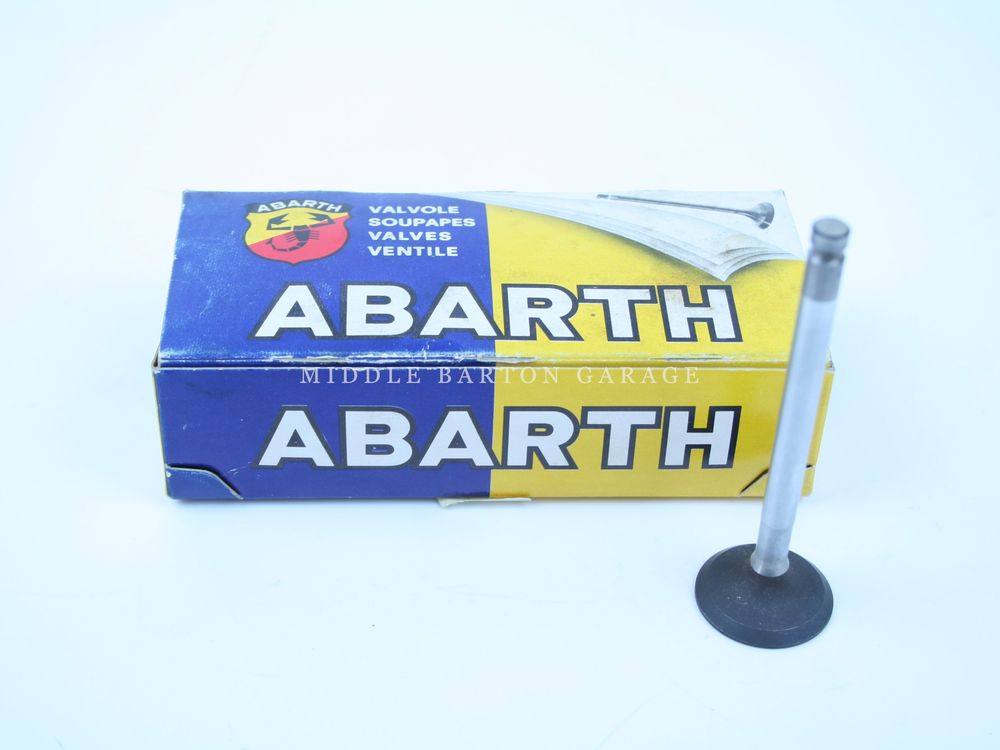 ABARTH
VALVOLE
SOUPAPES
VALVES
VENTILE
ABARTH
MIDDLE BARTON GARAGE
ABARTH